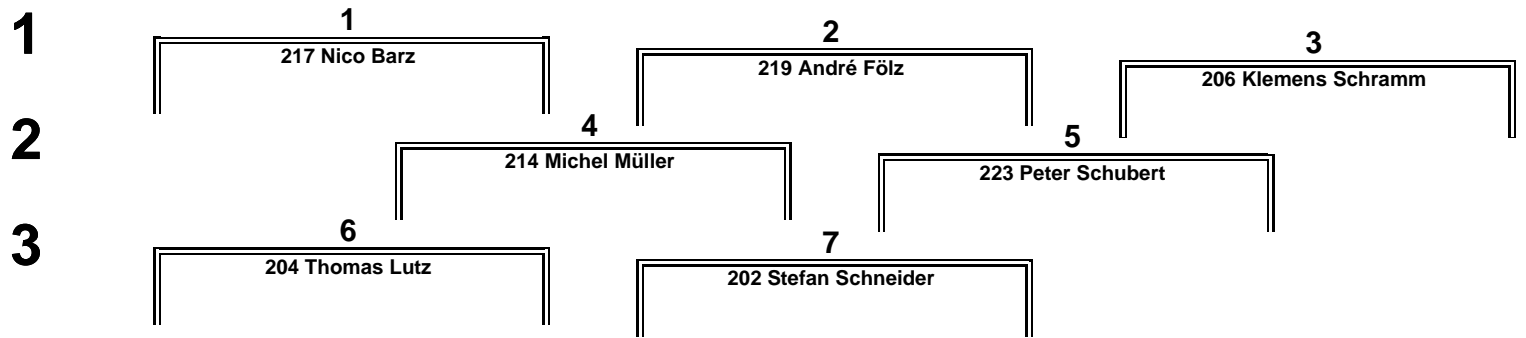 1
1
217 Nico Barz
2
219 André Fölz
3
206 Klemens Schramm
2
4
214 Michel Müller
5
223 Peter Schubert
3
6
204 Thomas Lutz
7
202 Stefan Schneider